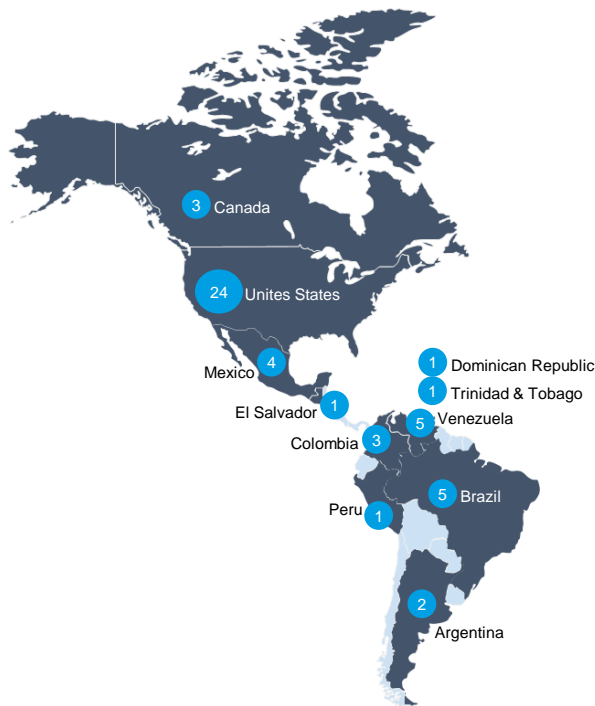 3 Canada
24 Unites States
4
Mexico
1 Dominican Republic
1 Trinidad & Tobago
El Salvador 1
5 Venezuela
Colombia 3
5 Brazil
Peru 1
2
Argentina